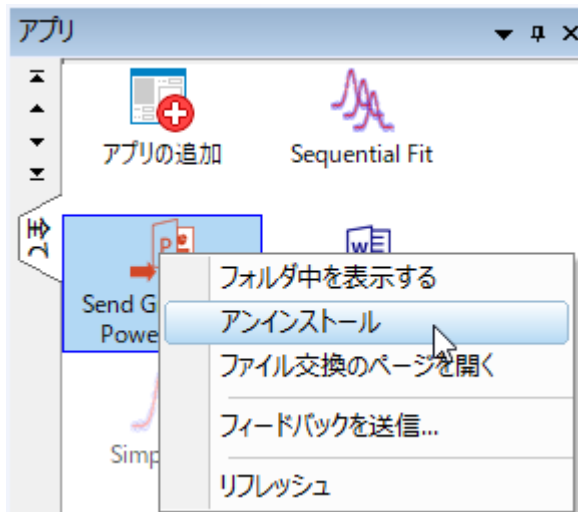 アプリ
全て
アプリの追加
Sequential Fit
Send G
Powe
Simp
フォルダ中を表示する
アンインストール
ファイル交換のページを開く
フィードバックを送信...
リフレッシュ